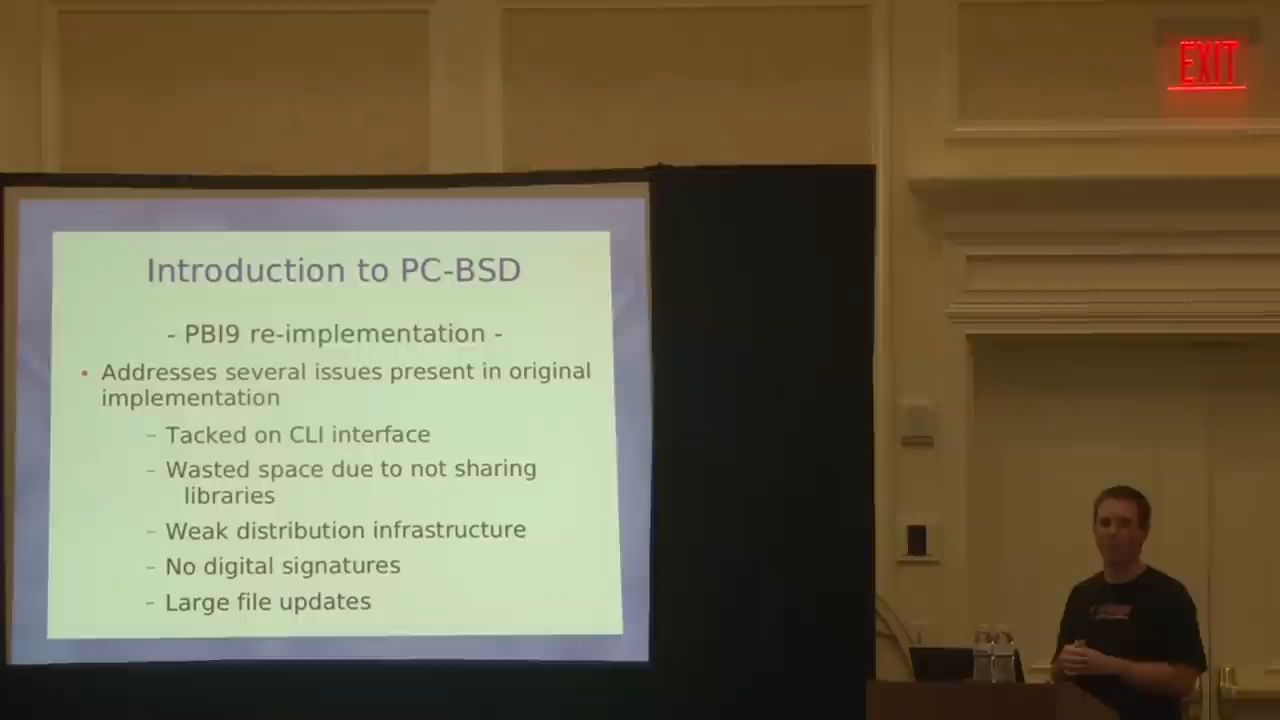 EXIT
Introduction to PC-BSD
- PBI9 re-implementation -
• Addresses several issues present in original
implementation
– Tacked on CLI interface
– Wasted space due to not sharing
libraries
– Weak distribution infrastructure
– No digital signatures
– Large file updates